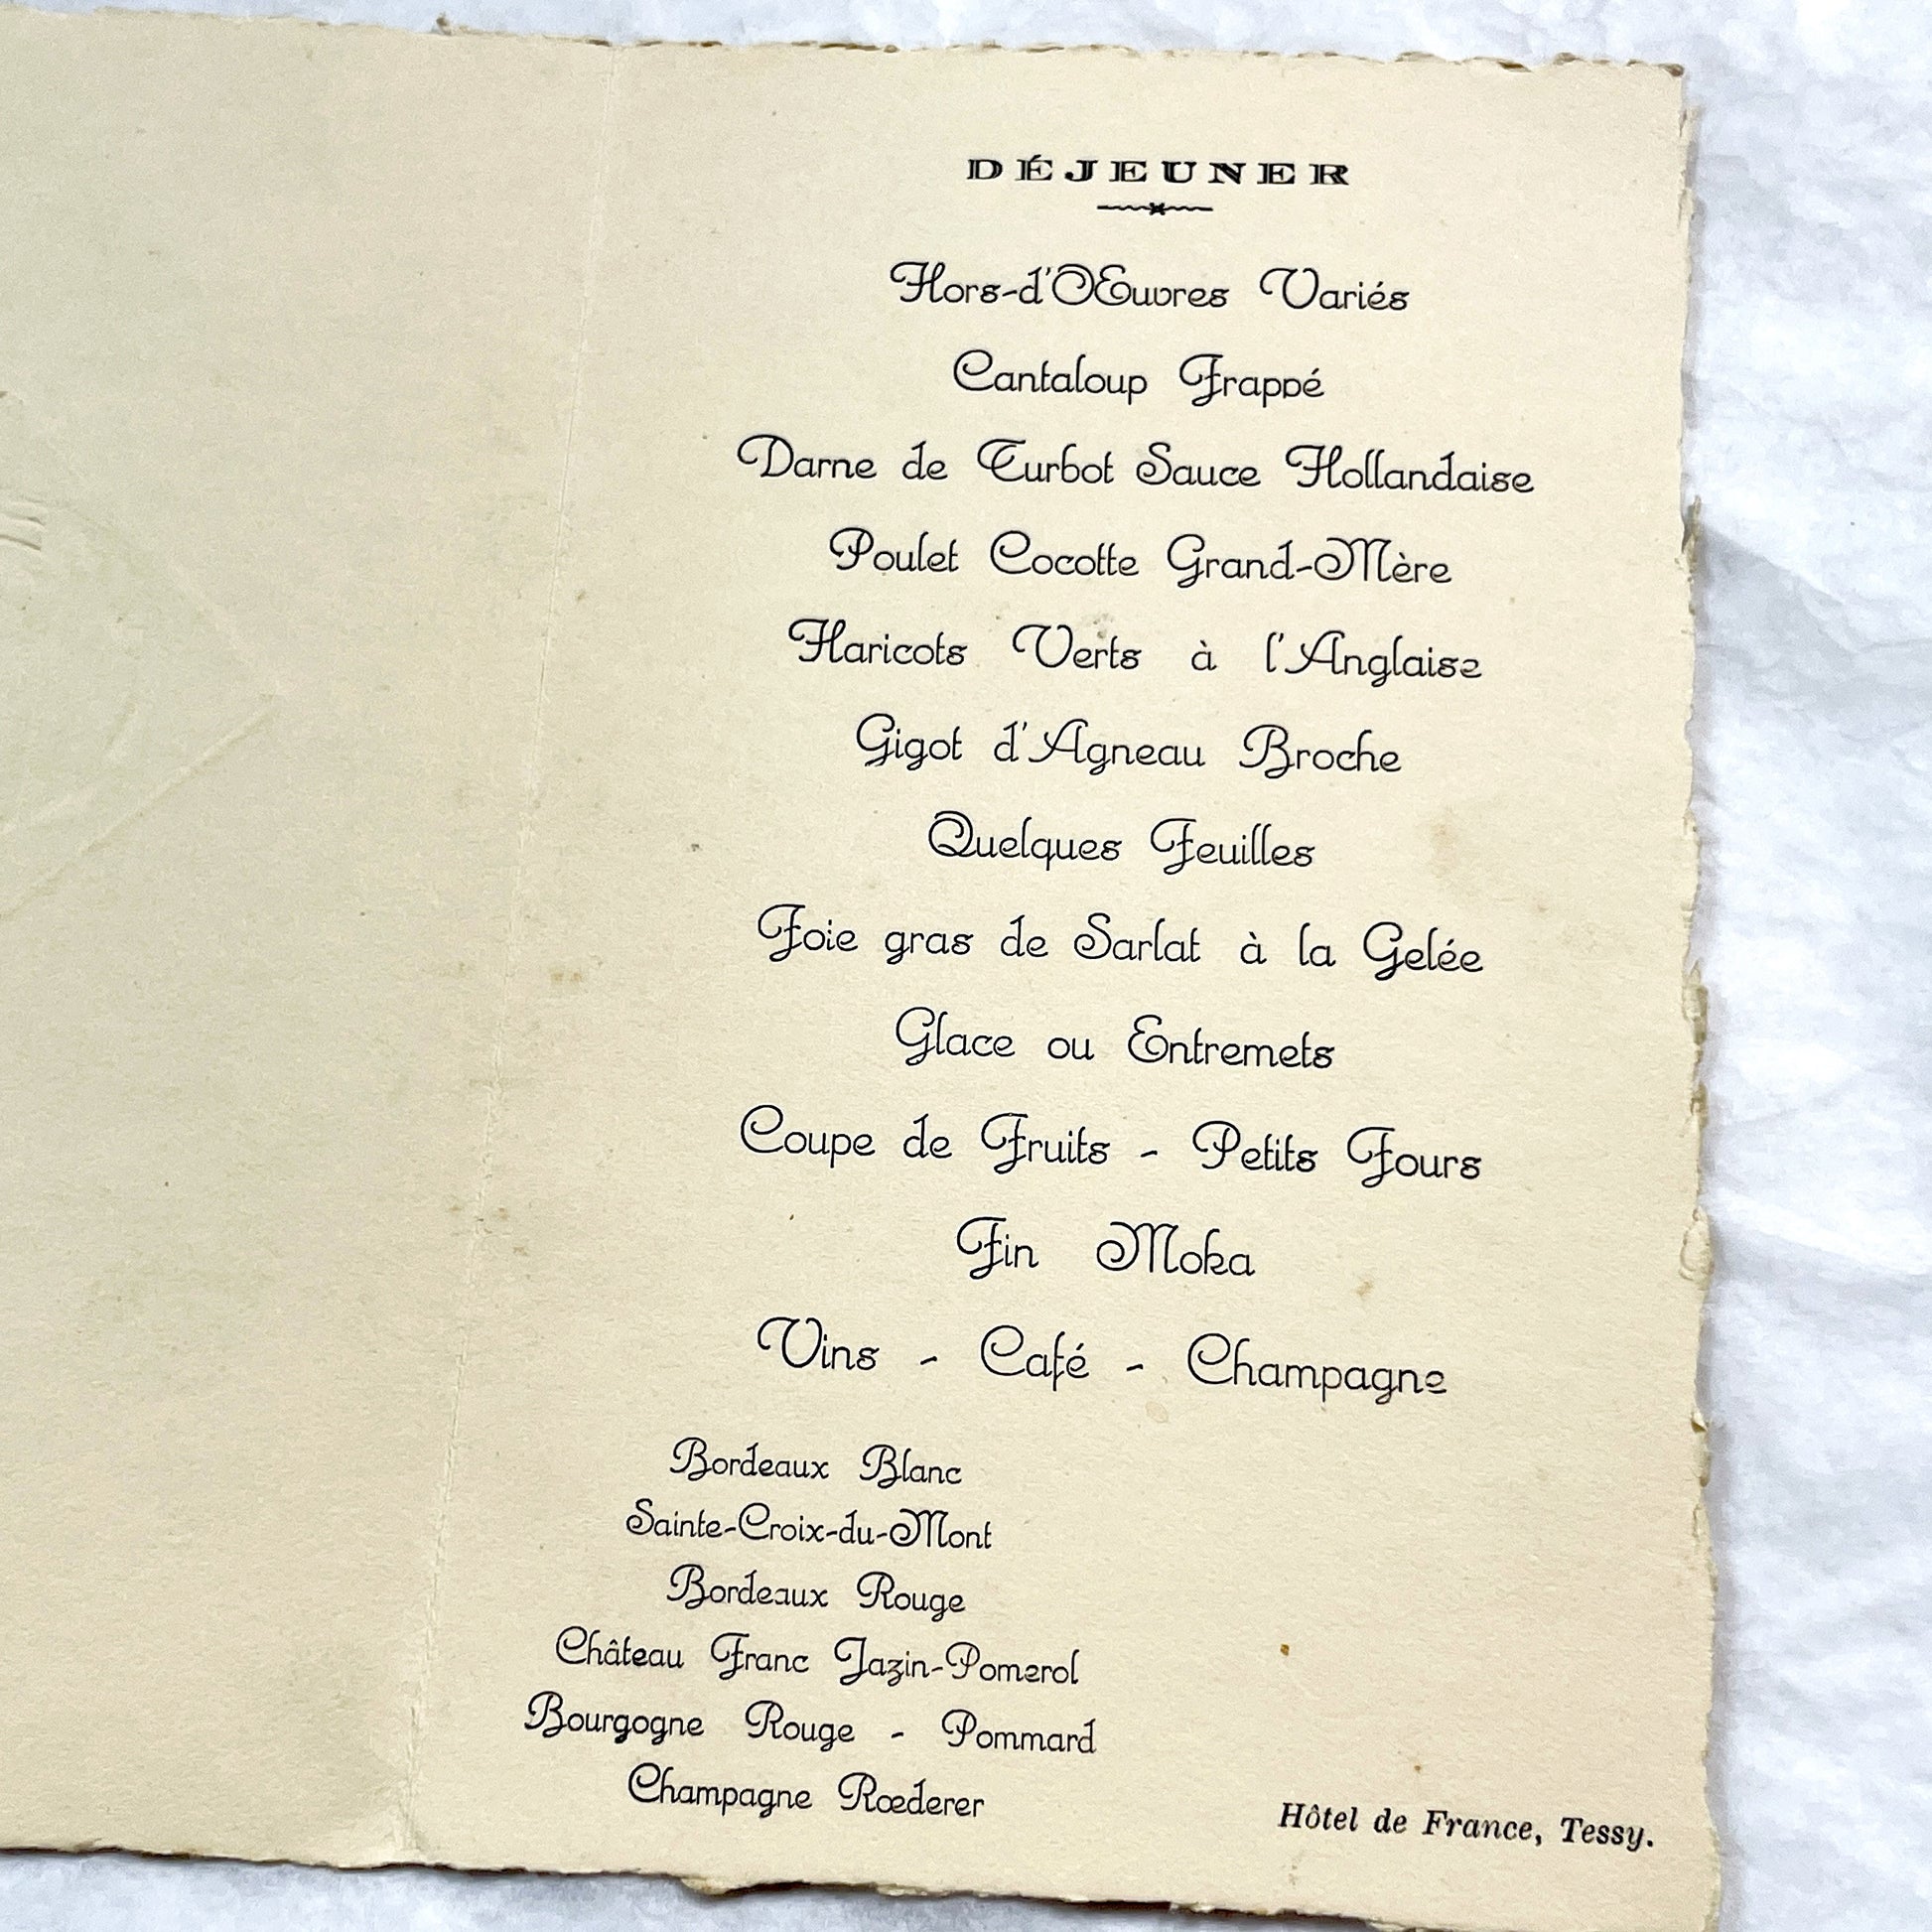 DÉJEUNER
Hors-d'Œuvres Variés
Cantaloup Frappé
Darne de Turbot Sauce Hollandaise
Poulet Cocotte Grand-Mère
Haricots Verts à l'Anglaise
Gigot d'Agneau Broche
Quelques Feuilles
Foie gras de Sarlat à la Gelée
Glace ou Entremets
Coupe de Fruits - Petits Fours
Fin Moka
Vins - Café - Champagne
Bordeaux Blanc
Sainte-Croix-du-Mont
Bordeaux Rouge
Château Franc Jazin-Pomerol
Bourgogne Rouge - Pommard
Champagne Rœderer
Hôtel de France, Tessy.